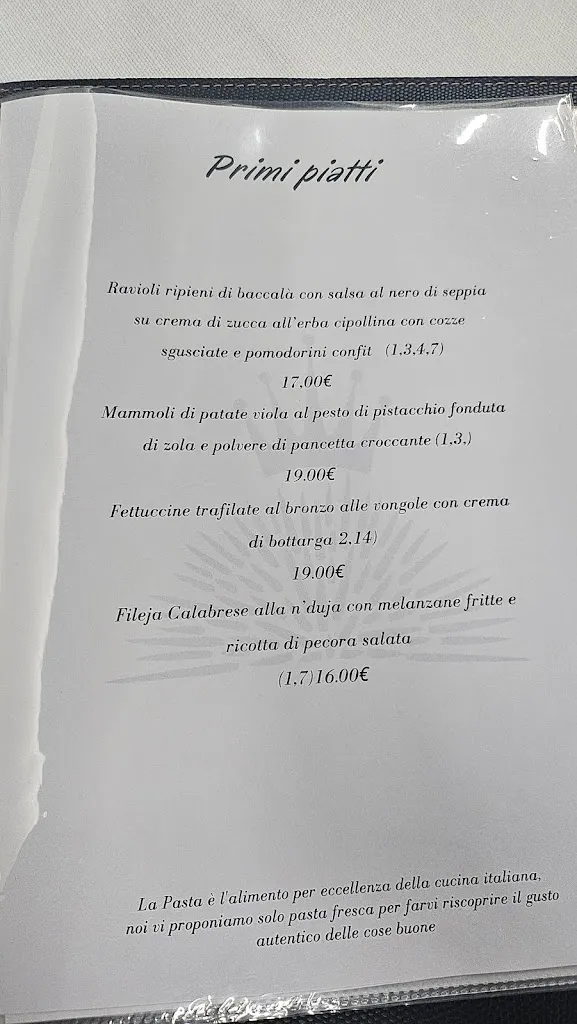 Primi piatti
Ravioli ripieni di baccalà con salsa al nero di seppia
su crema di zucca all'erba cipollina con cozze
sgusciate e pomodorini confit (1,3,4,7)
17,00€
Mammoli di patate viola al pesto di pistacchio fonduta
di zola e polvere di pancetta croccante (1,3,)
19.00€
Fettuccine trafilate al bronzo alle vongole con crema
di bottarga 2,14)
19.00€
Fileja Calabrese alla n'duja con melanzane fritte e
ricotta di pecora salata
(1,7)16.00€
La Pasta è l'alimento per eccellenza della cucina italiana,
noi vi proponiamo solo pasta fresca per farvi riscoprire il gusto
autentico delle cose buone